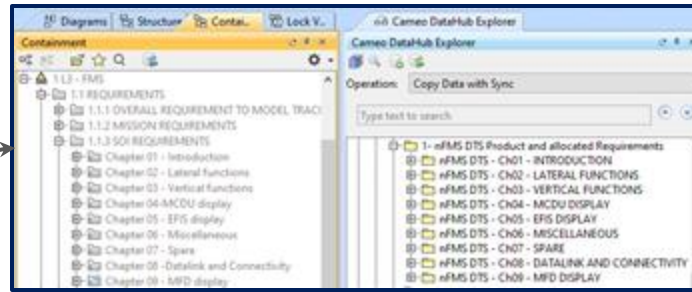 Diagrams
Structure
Contai...
Lock V...
Containment
1 L3 - FMS
1.1 REQUIREMENTS
1.1.1 OVERALL REQUIREMENT TO MODEL TRACI
1.1.2 MISSION REQUIREMENTS
1.1.3 SOI REQUIREMENTS
Chapter 01 - Introduction
Chapter 02 - Lateral functions
Chapter 03 - Vertical functions
Chapter 04-MCDU display
Chapter 05 - EFIS display
Chapter 06 - Miscellaneous
Chapter 07 - Spare
Chapter 08 -Datalink and Connectivity
Chapter 09 - MFD display
Cameo DataHub Explorer
Cameo DataHub Explorer
Operation: Copy Data with Sync
Type text to search
1- nFMS DTS Product and allocated Requirements
nFMS DTS - Ch01 - INTRODUCTION
nFMS DTS - Ch02 - LATERAL FUNCTIONS
nFMS DTS - Ch03 - VERTICAL FUNCTIONS
nFMS DTS - Ch04 - MCDU DISPLAY
nFMS DTS - Ch05 - EFIS DISPLAY
nFMS DTS - Ch06 - MISCELLANEOUS
nFMS DTS - Ch07 - SPARE
nFMS DTS - Ch08 - DATALINK AND CONNECTIVITY
nFMS DTS - Ch09 - MFD DISPLAY